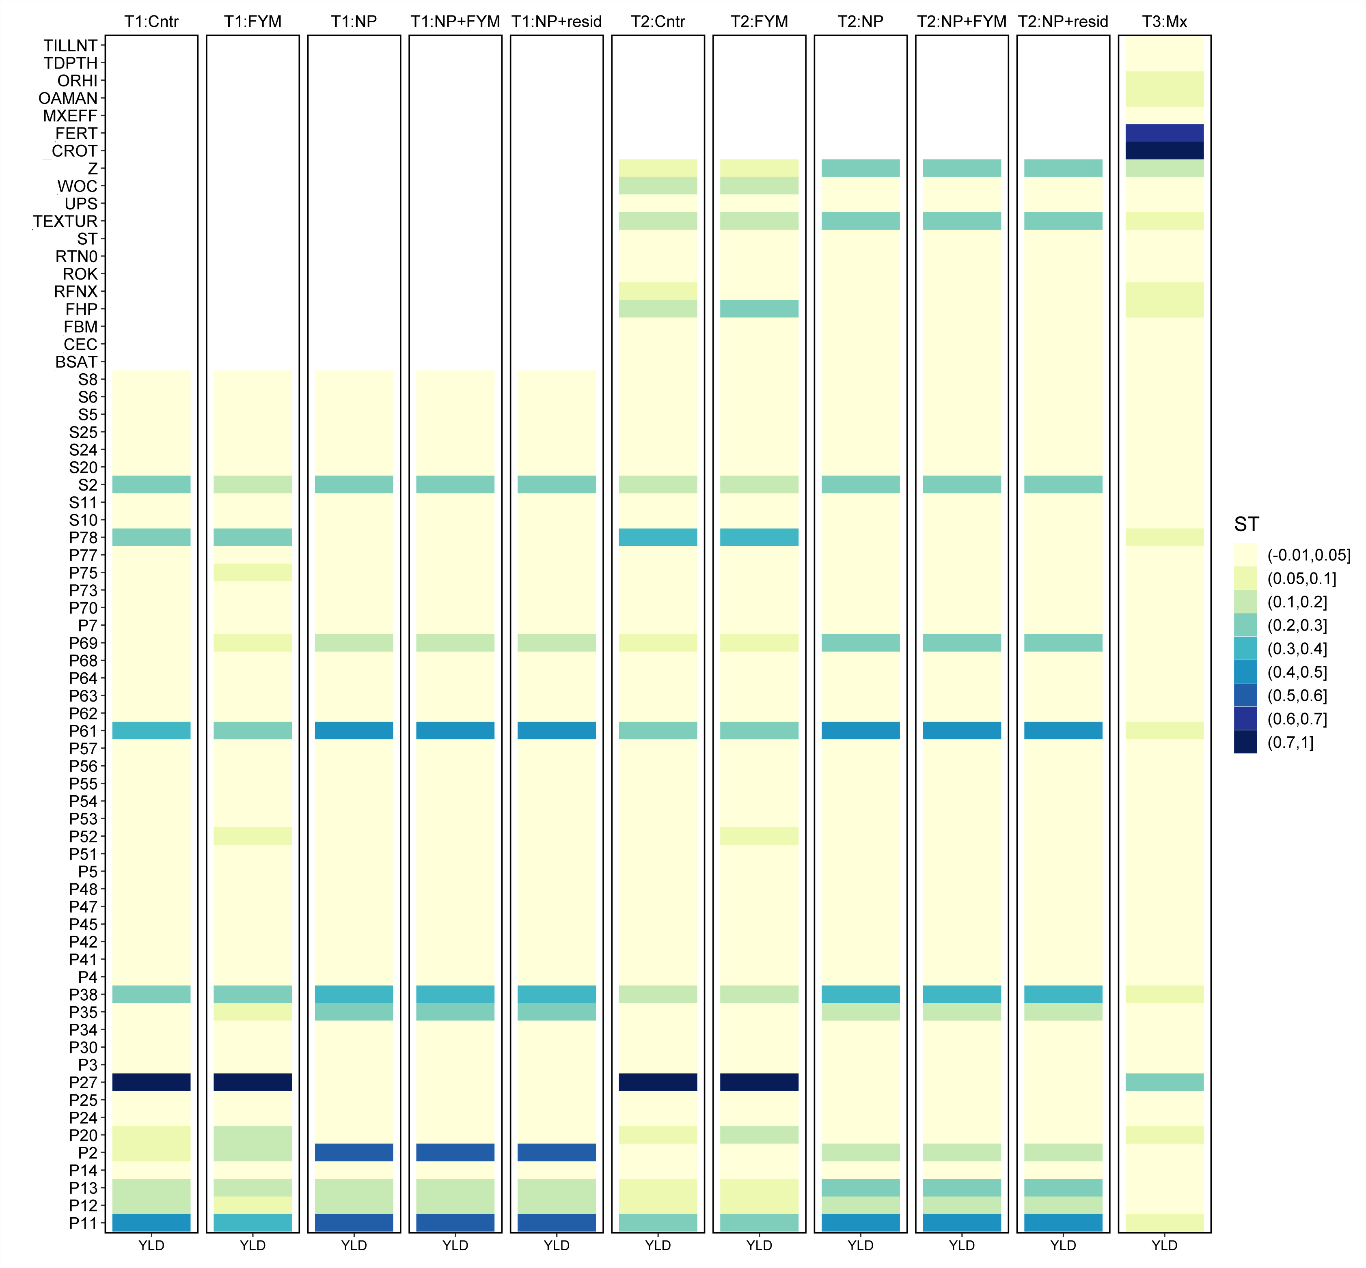 T1:Cntr T1:FYM T1:NP T1:NP+FYM T1:NP+resid T2:Cntr T2:FYM T2:NP T2:NP+FYM T2:NP+resid T3:Mx
TILLNT
TDPTH
ORHI
OAMAN
MXEFF
FERT
CROT
Z
WOC
UPS
TEXTUR
ST
RTN0
ROK
RFNX
FHP
FBM
CEC
BSAT
S8
S6
S5
S25
S24
S20
S2
S11
S10
P78
P77
P75
P73
P70
P7
P69
P68
P64
P63
P62
P61
P57
P56
P55
P54
P53
P52
P51
P5
P48
P47
P45
P42
P41
P4
P38
P35
P34
P30
P3
P27
P25
P24
P20
P2
P14
P13
P12
P11
YLD YLD YLD YLD YLD YLD YLD YLD YLD YLD YLD
ST
(-0.01,0.05]
(0.05,0.1]
(0.1,0.2]
(0.2,0.3]
(0.3,0.4]
(0.4,0.5]
(0.5,0.6]
(0.6,0.7]
(0.7,1]